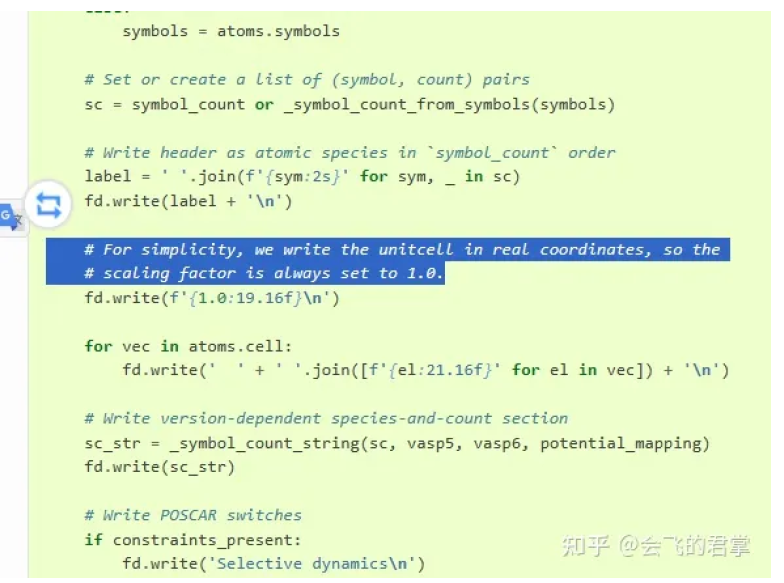 symbols = atoms.symbols
# Set or create a list of (symbol, count) pairs
sc = symbol_count or _symbol_count_from_symbols(symbols)
# Write header as atomic species in `symbol_count` order
label = ' '.join(f'{sym:2s}' for sym, _ in sc)
fd.write(label + '\n')
# For simplicity, we write the unitcell in real coordinates, so the
# scaling factor is always set to 1.0.
fd.write(f'{1.0:19.16f}\n')
for vec in atoms.cell:
fd.write('  ' + ' '.join([f'{el:21.16f}' for el in vec]) + '\n')
# Write version-dependent species-and-count section
sc_str = _symbol_count_string(sc, vasp5, vasp6, potential_mapping)
fd.write(sc_str)
# Write POSCAR switches
if constraints_present:
fd.write('Selective dynamics\n')
知乎 @会飞的君掌